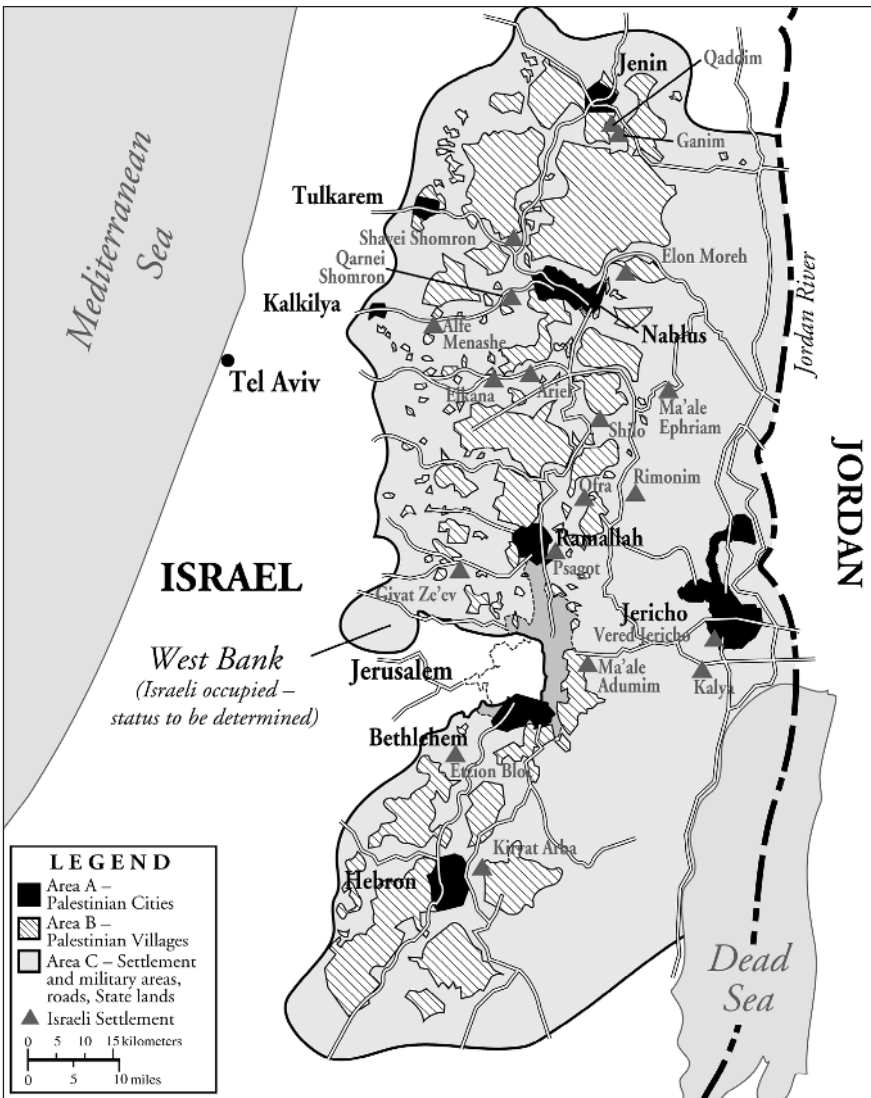 Jenin
Qaddim
Ganim
Mediterranean
Sea
Tulkarem
Shavei Shomron
Qarnei
Shomron
Elon Moreh
Kalkilya
Alfe
Menashe
Nablus
Jordan River
Tel Aviv
Elkana
Ariel
Ma'ale
Ephriam
Shilo
JORDAN
Ofra
Rimonim
Ramallah
Psagot
ISRAEL
Givat Ze'ev
Jericho
Vered Jericho
West Bank
(Israeli occupied –
status to be determined)
Jerusalem
Ma'ale
Adumim
Kalya
Bethlehem
Etzion Bloc
Kiryat Arba
Hebron
Dead
Sea
LEGEND
Area A –
Palestinian Cities
Area B –
Palestinian Villages
Area C – Settlement
and military areas,
roads, State lands
Israeli Settlement
0 5 10 15 kilometers
0 5 10 miles